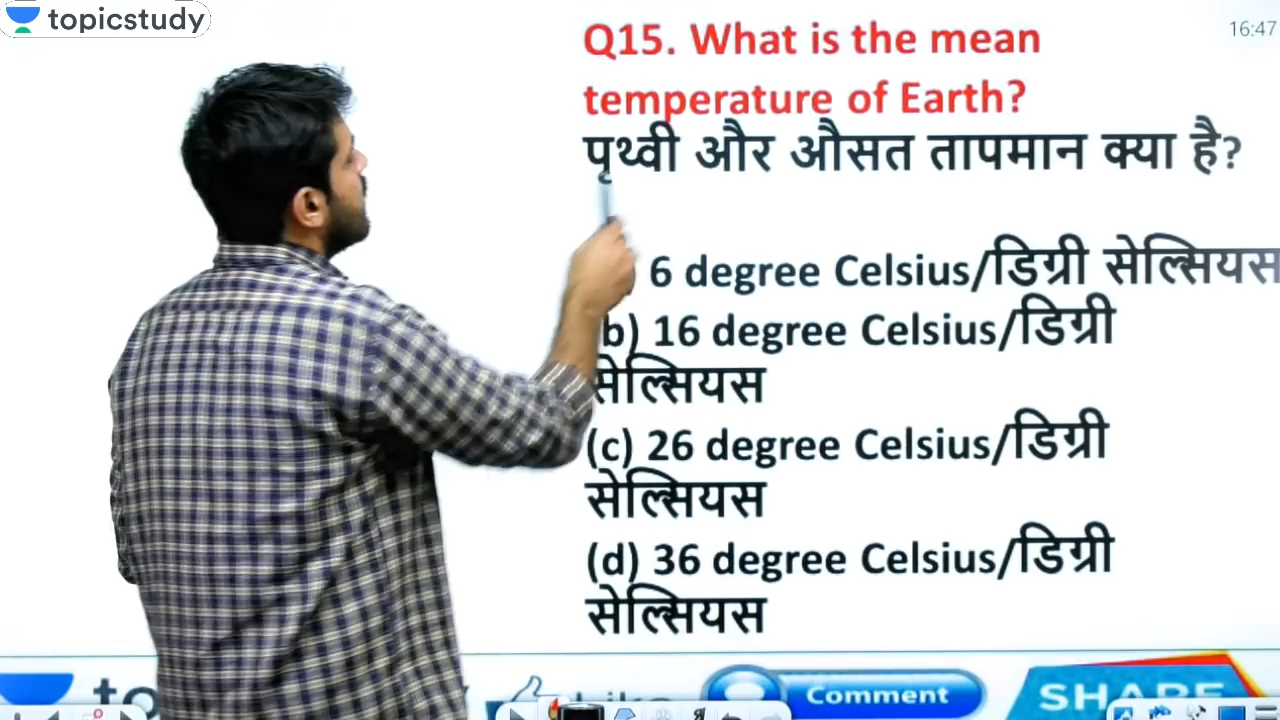 topicstudy
16:47
Q15. What is the mean
temperature of Earth?
पृथ्वी और औसत तापमान क्या है?
6 degree Celsius/डिग्री सेल्सियस
b) 16 degree Celsius/डिग्री
सेल्सियस
(c) 26 degree Celsius/डिग्री
सेल्सियस
(d) 36 degree Celsius/डिग्री
सेल्सियस
Comment
SHARE